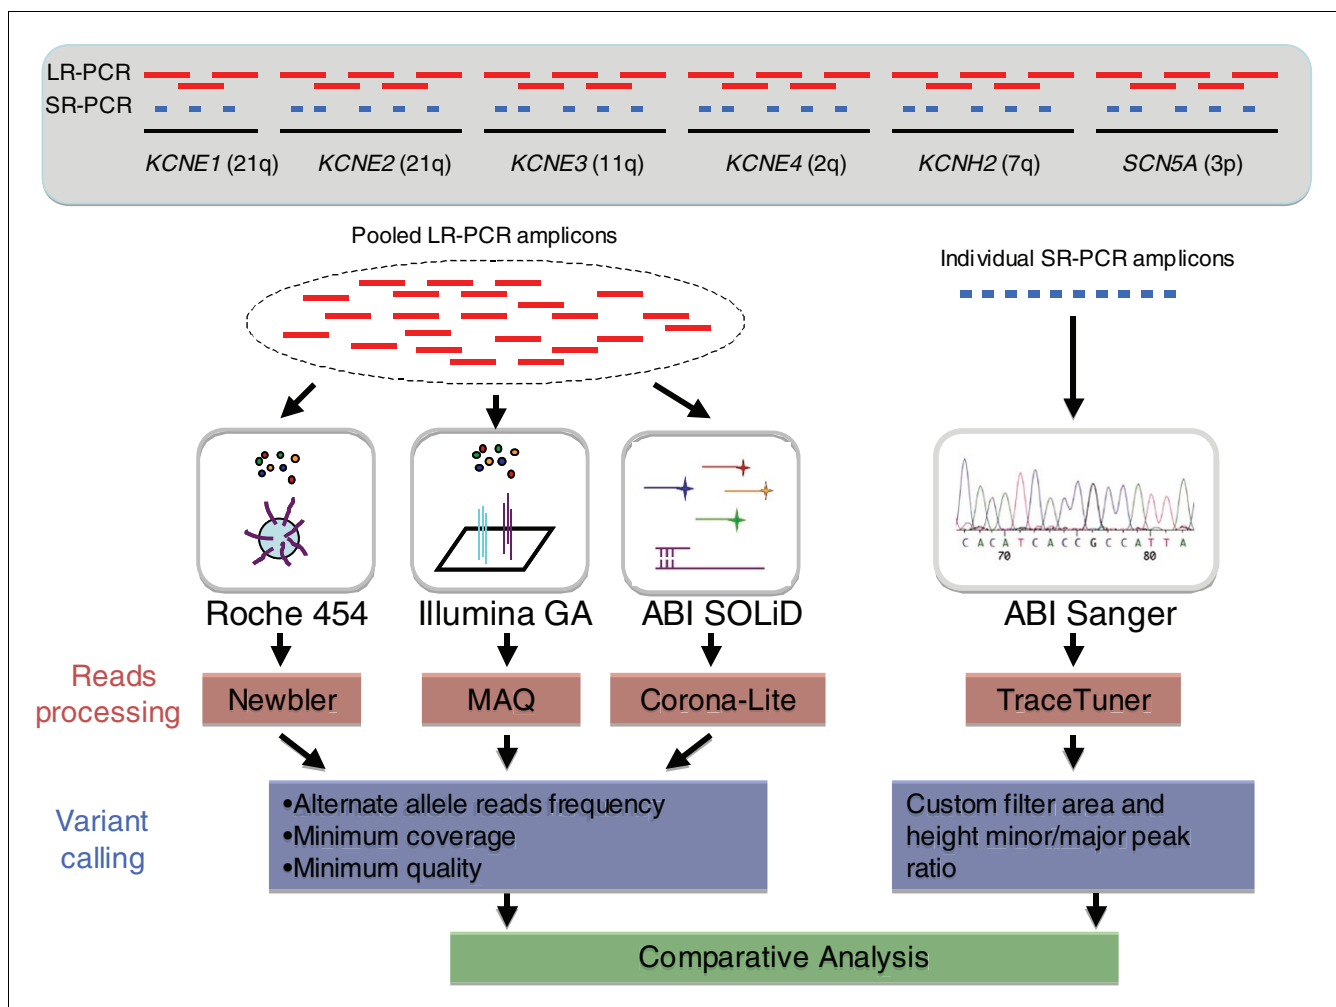 LR-PCR
SR-PCR
KCNE1 (21q) KCNE2 (21q) KCNE3 (11q) KCNE4 (2q) KCNH2 (7q) SCN5A (3p)
Pooled LR-PCR amplicons
Individual SR-PCR amplicons
C A C A T C A C C G C C A T T A
70 80
Roche 454 Illumina GA ABI SOLiD ABI Sanger
Reads
processing
Newbler MAQ Corona-Lite TraceTuner
Variant
calling
•Alternate allele reads frequency
•Minimum coverage
•Minimum quality
Custom filter area and
height minor/major peak
ratio
Comparative Analysis